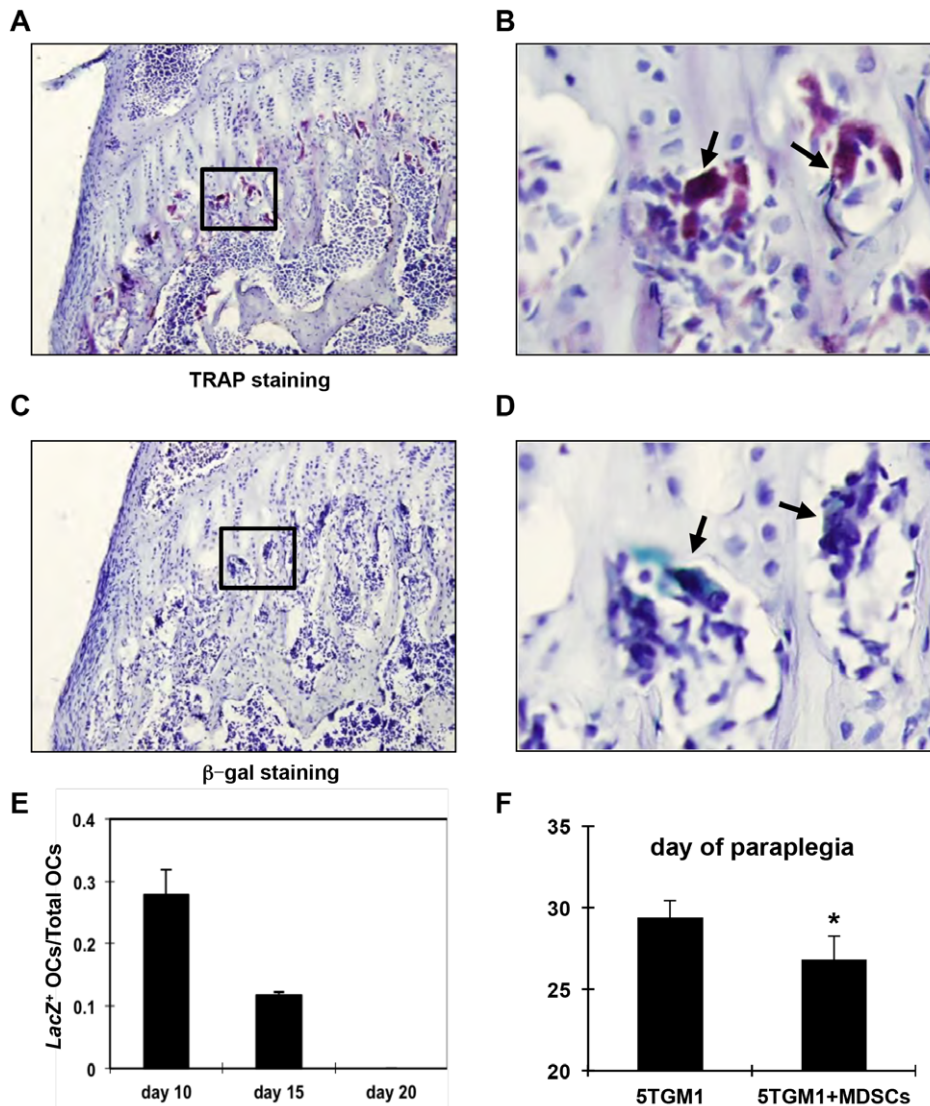 A
B
TRAP staining
C
D
β-gal staining
E
0.4
0.3
0.2
0.1
0
LacZ+ OCs/Total OCs
day 10
day 15
day 20
F
35
30
25
20
day of paraplegia
*
5TGM1
5TGM1+MDSCs